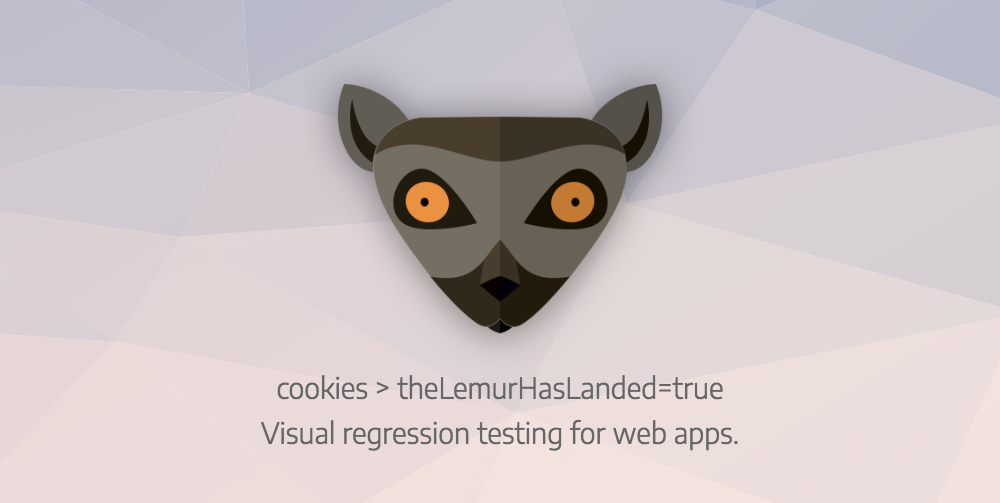 cookies > theLemurHasLanded=true
Visual regression testing for web apps.